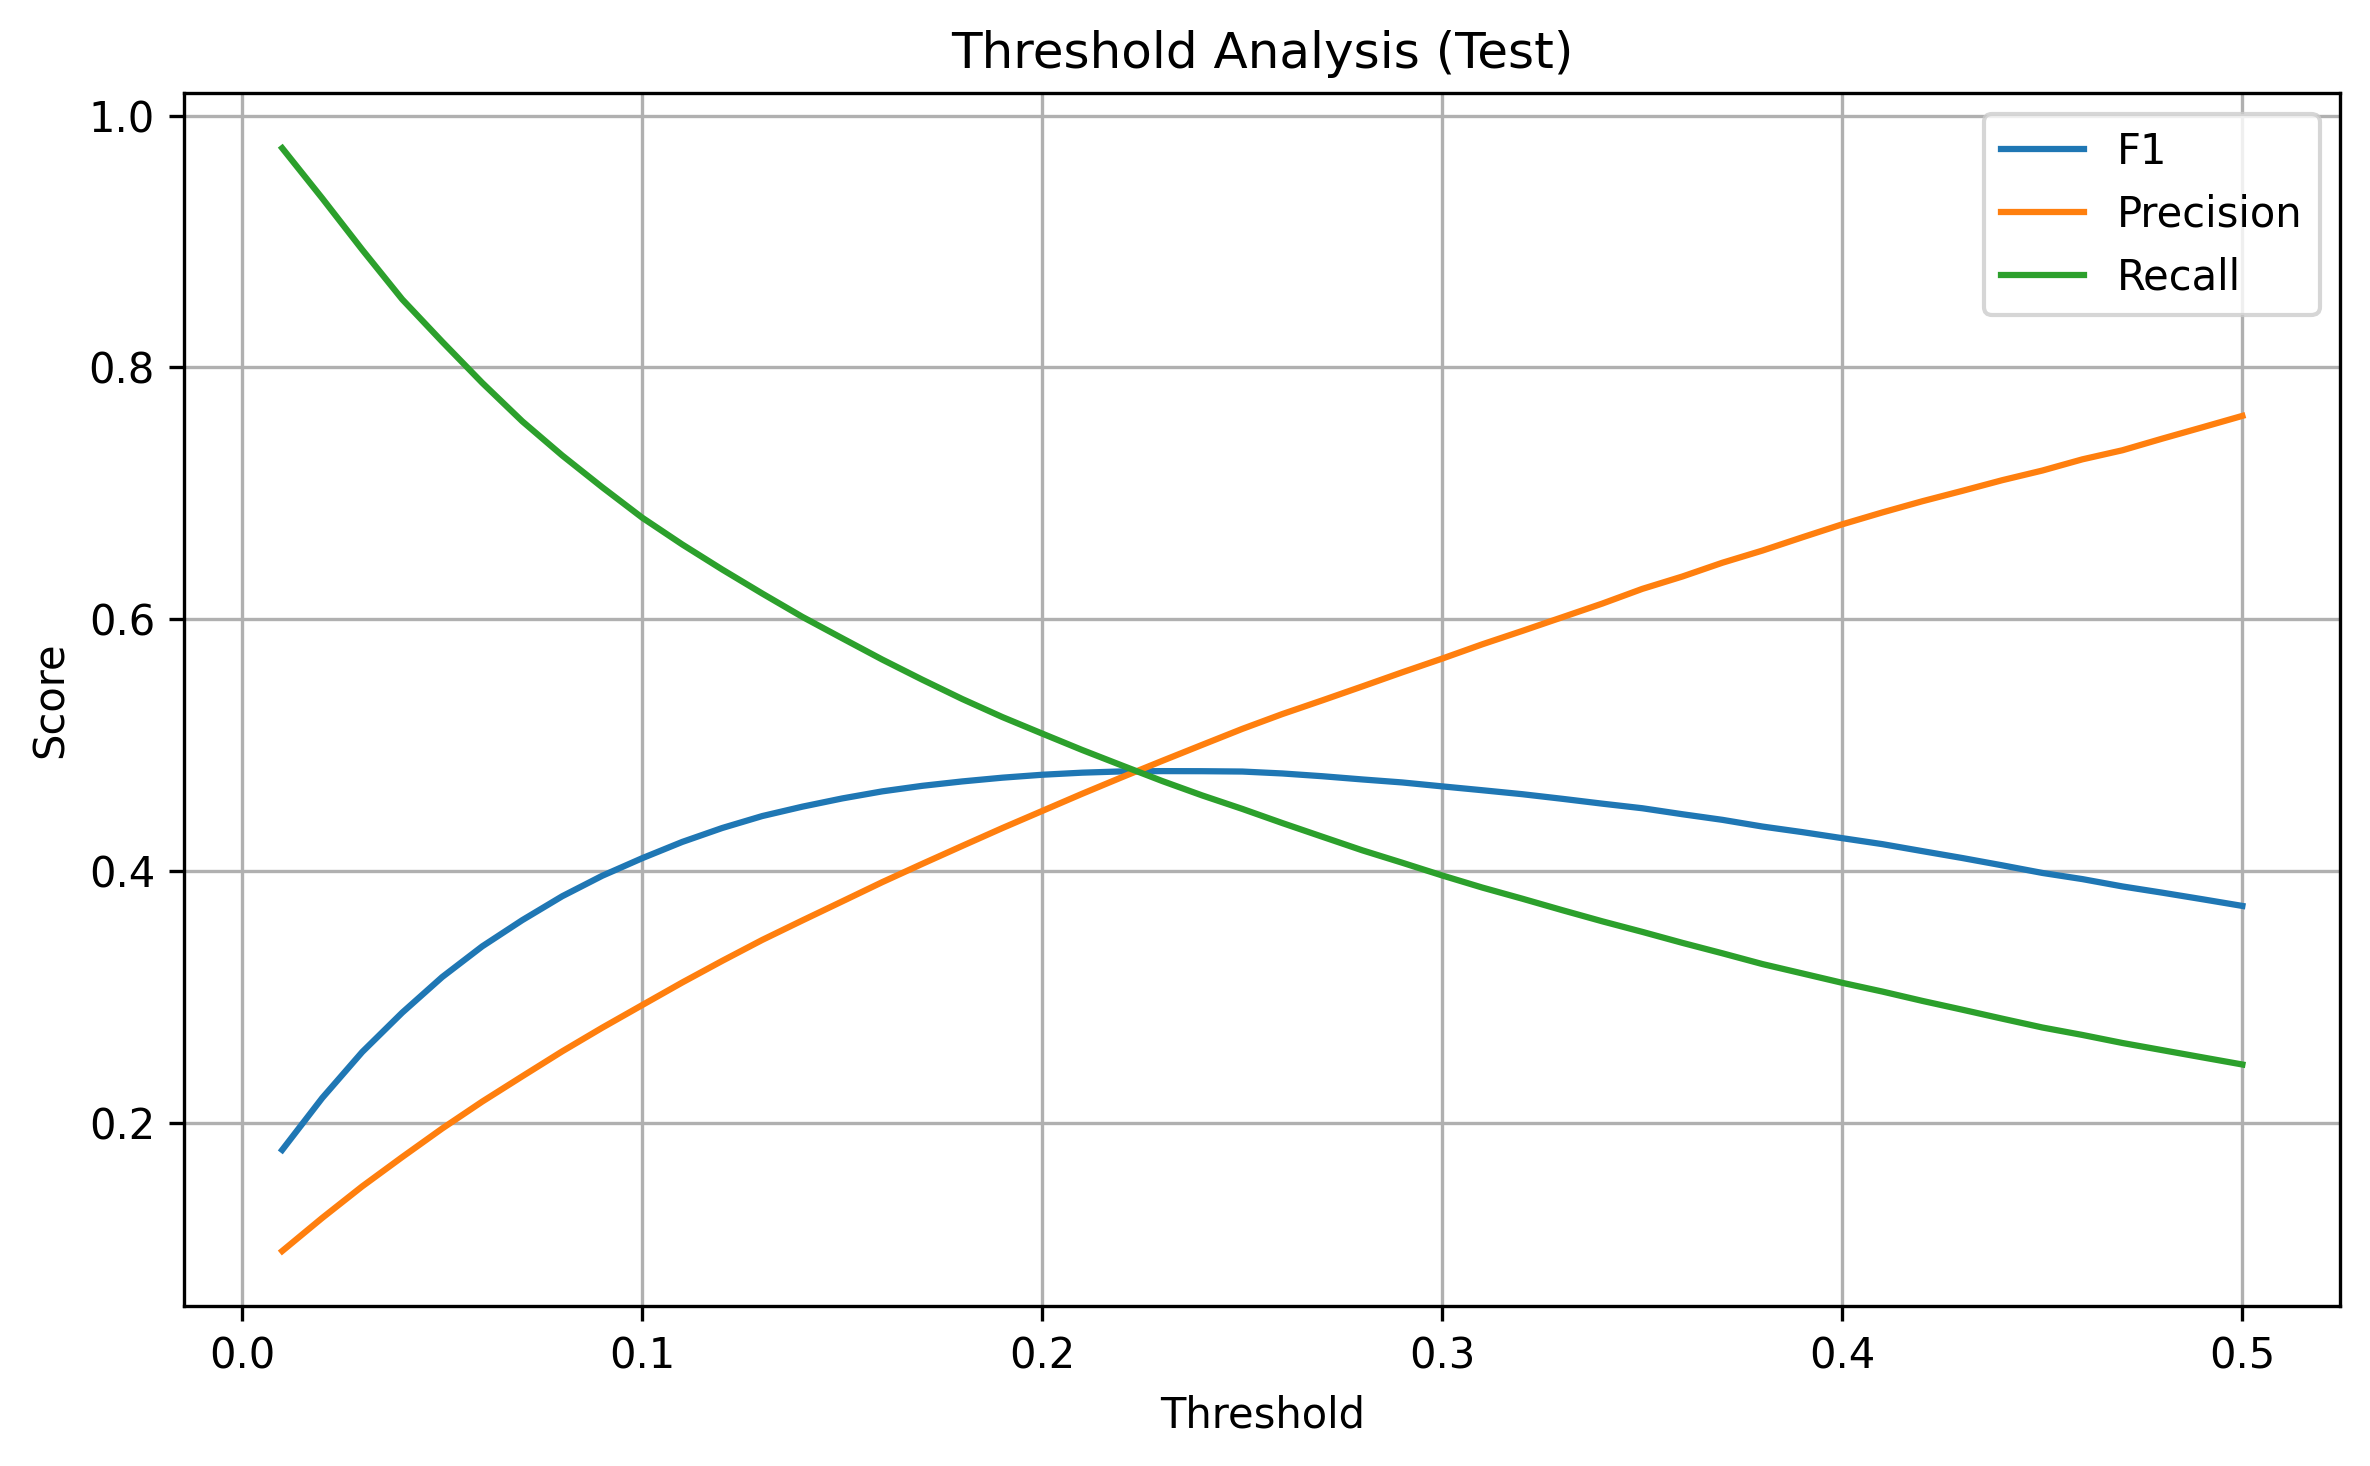 Threshold Analysis (Test)
F1
Precision
Recall
1.0
0.8
0.6
0.4
0.2
Score
0.0 0.1 0.2 0.3 0.4 0.5
Threshold